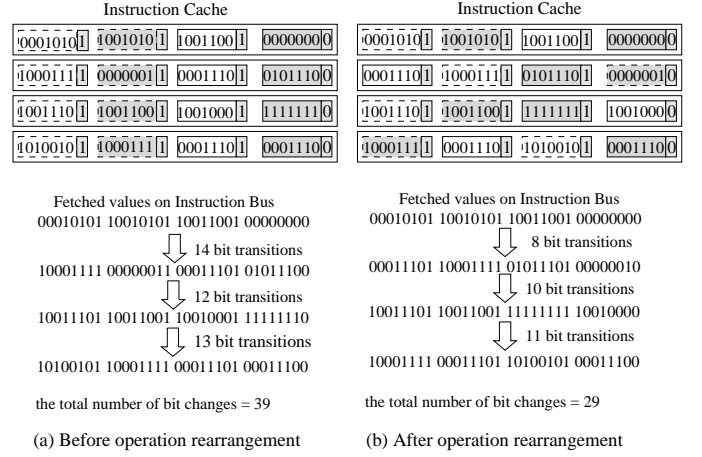 Instruction Cache
0001010 1 1001010 1 1001100 1 0000000 0
1000111 1 0000001 1 0001110 1 0101110 0
1001110 1 1001100 1 1001000 1 1111111 0
1010010 1 1000111 1 0001110 1 0001110 0
Fetched values on Instruction Bus
00010101 10010101 10011001 00000000
14 bit transitions
10001111 00000011 00011101 01011100
12 bit transitions
10011101 10011001 10010001 11111110
13 bit transitions
10100101 10001111 00011101 00011100
the total number of bit changes = 39
(a) Before operation rearrangement
Instruction Cache
0001010 1 1001010 1 1001100 1 0000000 0
0001110 1 1000111 1 0101110 1 0000001 0
1001110 1 1001100 1 1111111 1 1001000 0
1000111 1 0001110 1 1010010 1 0001110 0
Fetched values on Instruction Bus
00010101 10010101 10011001 00000000
8 bit transitions
00011101 10001111 01011101 00000010
10 bit transitions
10011101 10011001 11111111 10010000
11 bit transitions
10001111 00011101 10100101 00011100
the total number of bit changes = 29
(b) After operation rearrangement